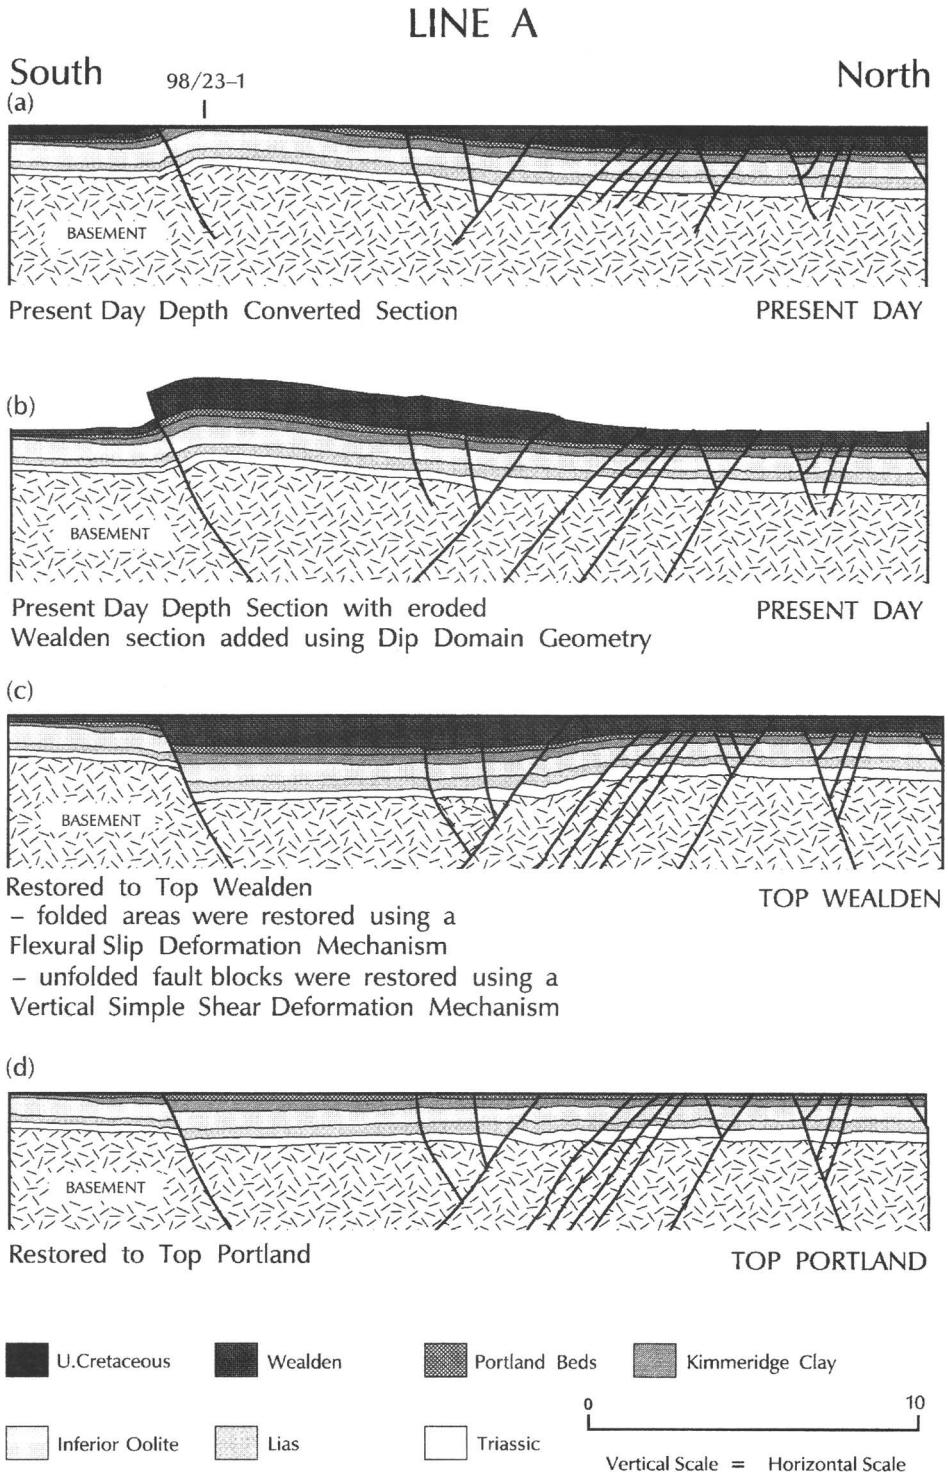 LINE A
South
98/23–1
North
(a)
BASEMENT
Present Day Depth Converted Section
PRESENT DAY
(b)
BASEMENT
Present Day Depth Section with eroded
Wealden section added using Dip Domain Geometry
PRESENT DAY
(c)
BASEMENT
Restored to Top Wealden
– folded areas were restored using a
Flexural Slip Deformation Mechanism
– unfolded fault blocks were restored using a
Vertical Simple Shear Deformation Mechanism
TOP WEALDEN
(d)
BASEMENT
Restored to Top Portland
TOP PORTLAND
U.Cretaceous
Wealden
Portland Beds
Kimmeridge Clay
Inferior Oolite
Lias
Triassic
0 10
Vertical Scale = Horizontal Scale